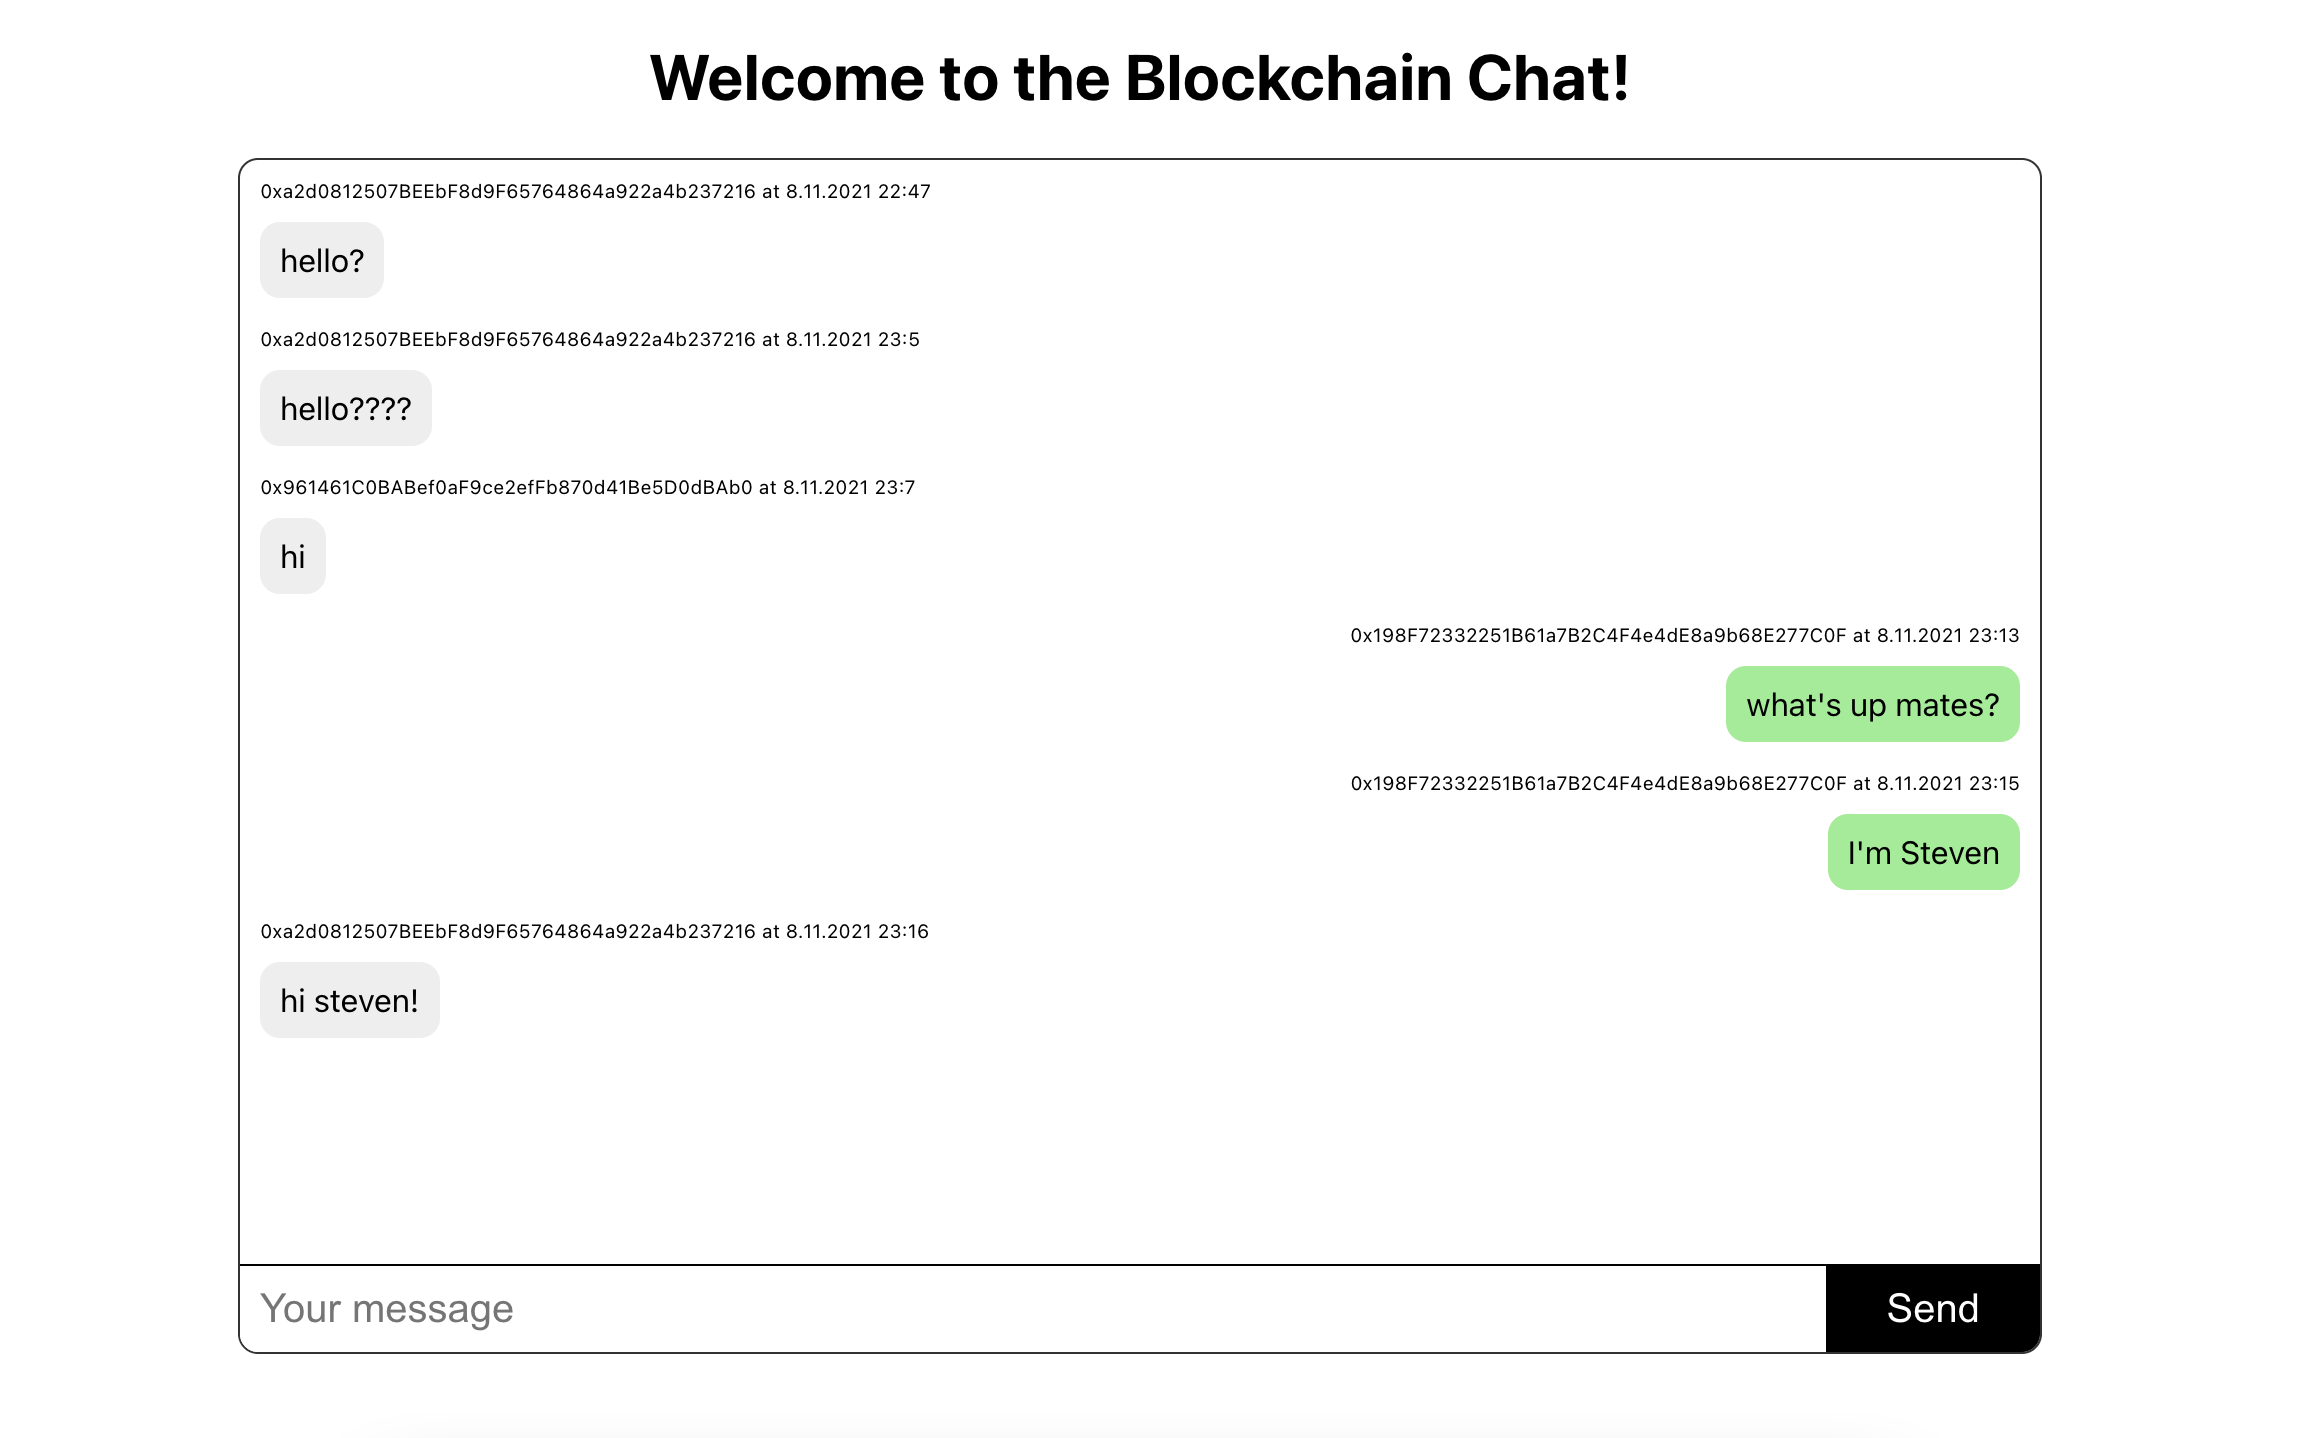 Welcome to the Blockchain Chat!
0xa2d0812507BEEbF8d9F65764864a922a4b237216 at 8.11.2021 22:47
hello?
0xa2d0812507BEEbF8d9F65764864a922a4b237216 at 8.11.2021 23:5
hello????
0x961461C0BABef0aF9ce2efFb870d41Be5D0dBAb0 at 8.11.2021 23:7
hi
0x198F72332251B61a7B2C4F4e4dE8a9b68E277C0F at 8.11.2021 23:13
what's up mates?
0x198F72332251B61a7B2C4F4e4dE8a9b68E277C0F at 8.11.2021 23:15
I'm Steven
0xa2d0812507BEEbF8d9F65764864a922a4b237216 at 8.11.2021 23:16
hi steven!
Your message
Send